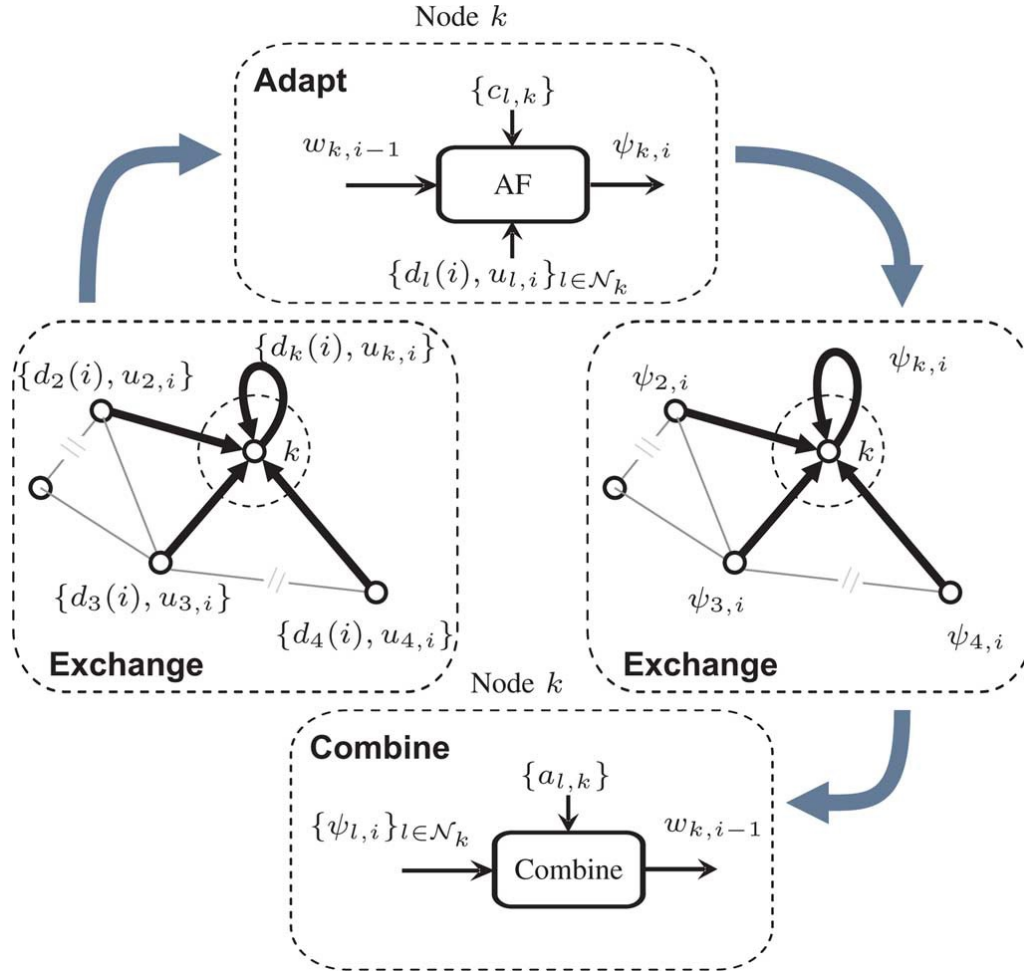 Node k
Adapt
{c_{l,k}}
w_{k,i−1}
ψ_{k,i}
AF
{d_l(i), u_{l,i}}_{l∈𝒩_k}
{d_k(i), u_{k,i}}
{d_2(i), u_{2,i}}
k
{d_3(i), u_{3,i}}
{d_4(i), u_{4,i}}
Exchange
ψ_{k,i}
ψ_{2,i}
k
ψ_{3,i}
ψ_{4,i}
Exchange
Node k
Combine
{a_{l,k}}
{ψ_{l,i}}_{l∈𝒩_k}
w_{k,i−1}
Combine